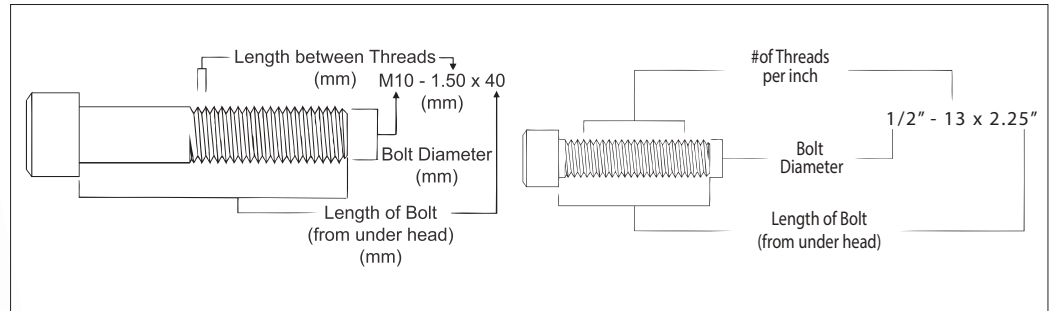 Length between Threads
(mm)
M10 - 1.50 x 40
(mm)
Bolt Diameter
(mm)
Length of Bolt
(from under head)
(mm)
#of Threads
per inch
1/2” - 13 x 2.25”
Bolt
Diameter
Length of Bolt
(from under head)